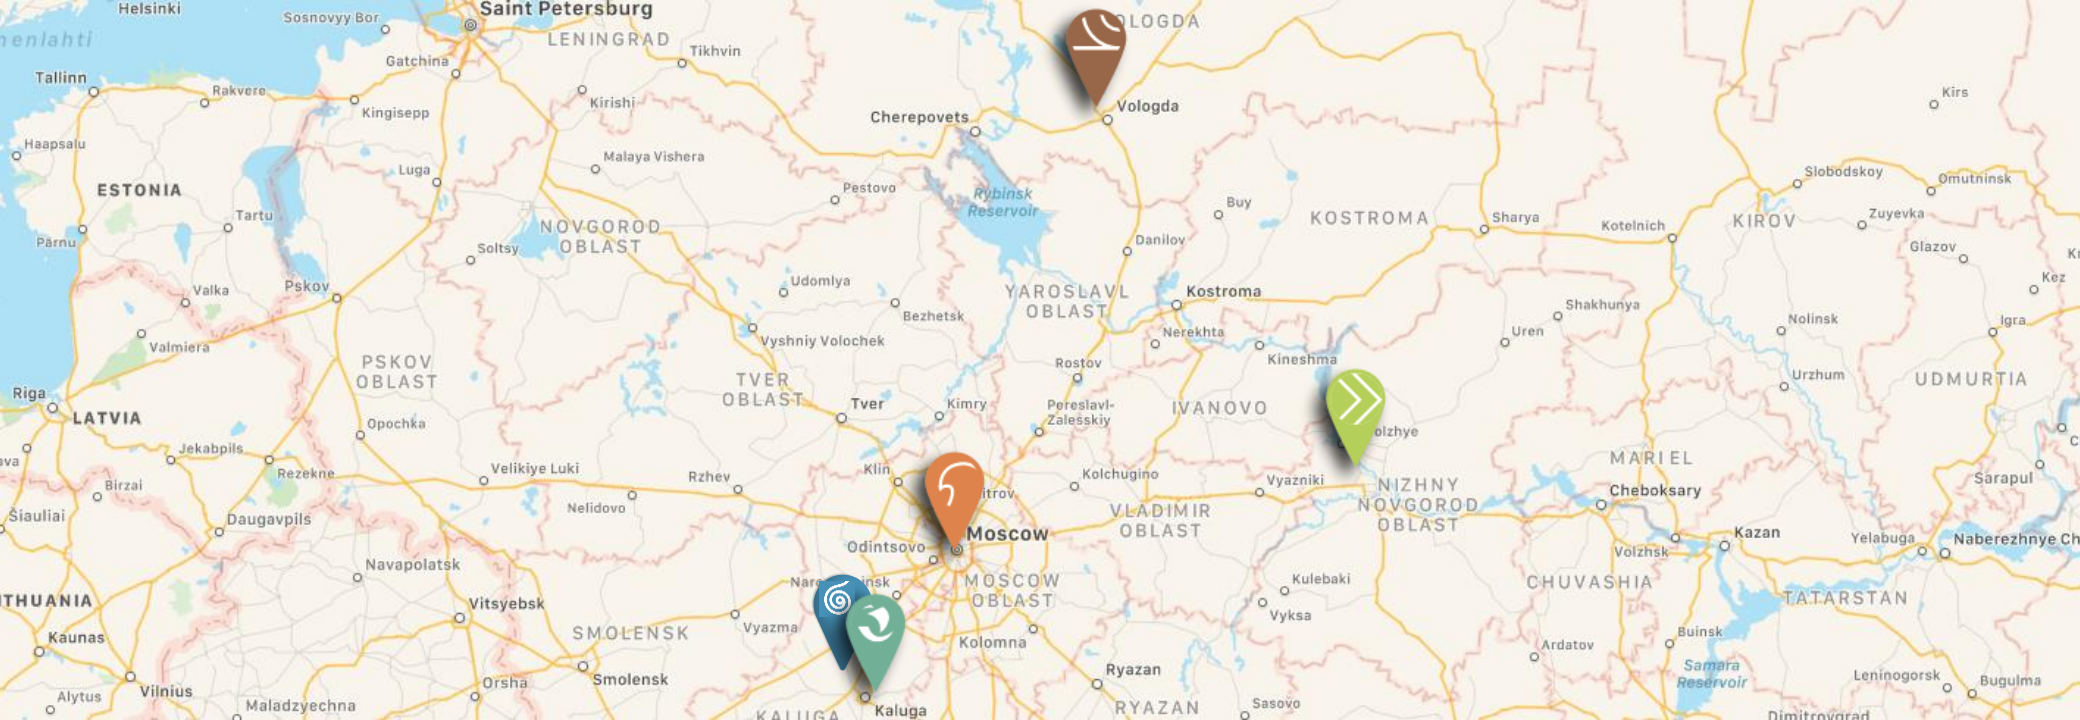 Helsinki
Sosnovyy Bor
Saint Petersburg
LENINGRAD
Tikhvin
Gatchina
Tallinn
Rakvere
Kingisepp
Kirishi
Cherepovets
Vologda
Kirs
Haapsalu
Luga
Malaya Vishera
ESTONIA
Pestovo
Rybinsk
Reservoir
Slobodskoy
Omutninsk
Tartu
Buy
KOSTROMA
Sharya
Kotelnich
KIROV
Zuyevka
NOVGOROD
OBLAST
Pärnu
Soltsy
Danilov
Glazov
Kez
Valka
Pskov
Udomlya
Bezhetsk
YAROSLAVL
OBLAST
Kostroma
Shakhunya
Uren
Nolinsk
Igra
Valmiera
Vyshniy Volochek
Nerekhta
Kineshma
PSKOV
OBLAST
Rostov
Urzhum
UDMURTIA
TVER
OBLAST
Riga
LATVIA
Opochka
Tver
Kimry
Pereslavl-
Zalesskiy
IVANOVO
Jekabpils
Rezekne
Velikiye Luki
Rzhev
Klin
Kolchugino
Vyazniki
MARI EL
Sarapul
Birzai
Nelidovo
NIZHNY
NOVGOROD
OBLAST
Cheboksary
Šiauliai
Daugavpils
VLADIMIR
OBLAST
Moscow
Odintsovo
Volzhsk
Kazan
Yelabuga
Naberezhnye Ch
Navapolatsk
MOSCOW
OBLAST
Kulebaki
Vyksa
CHUVASHIA
TATARSTAN
Vitsyebsk
Vyazma
SMOLENSK
Kolomna
Kaunas
Ardatov
Buinsk
Samara
Reservoir
Smolensk
Ryazan
Leninogorsk
Bugulma
Alytus
Vilnius
Orsha
Maladzyechna
KALUGA
Kaluga
RYAZAN
Sasovo
Dimitrovgrad